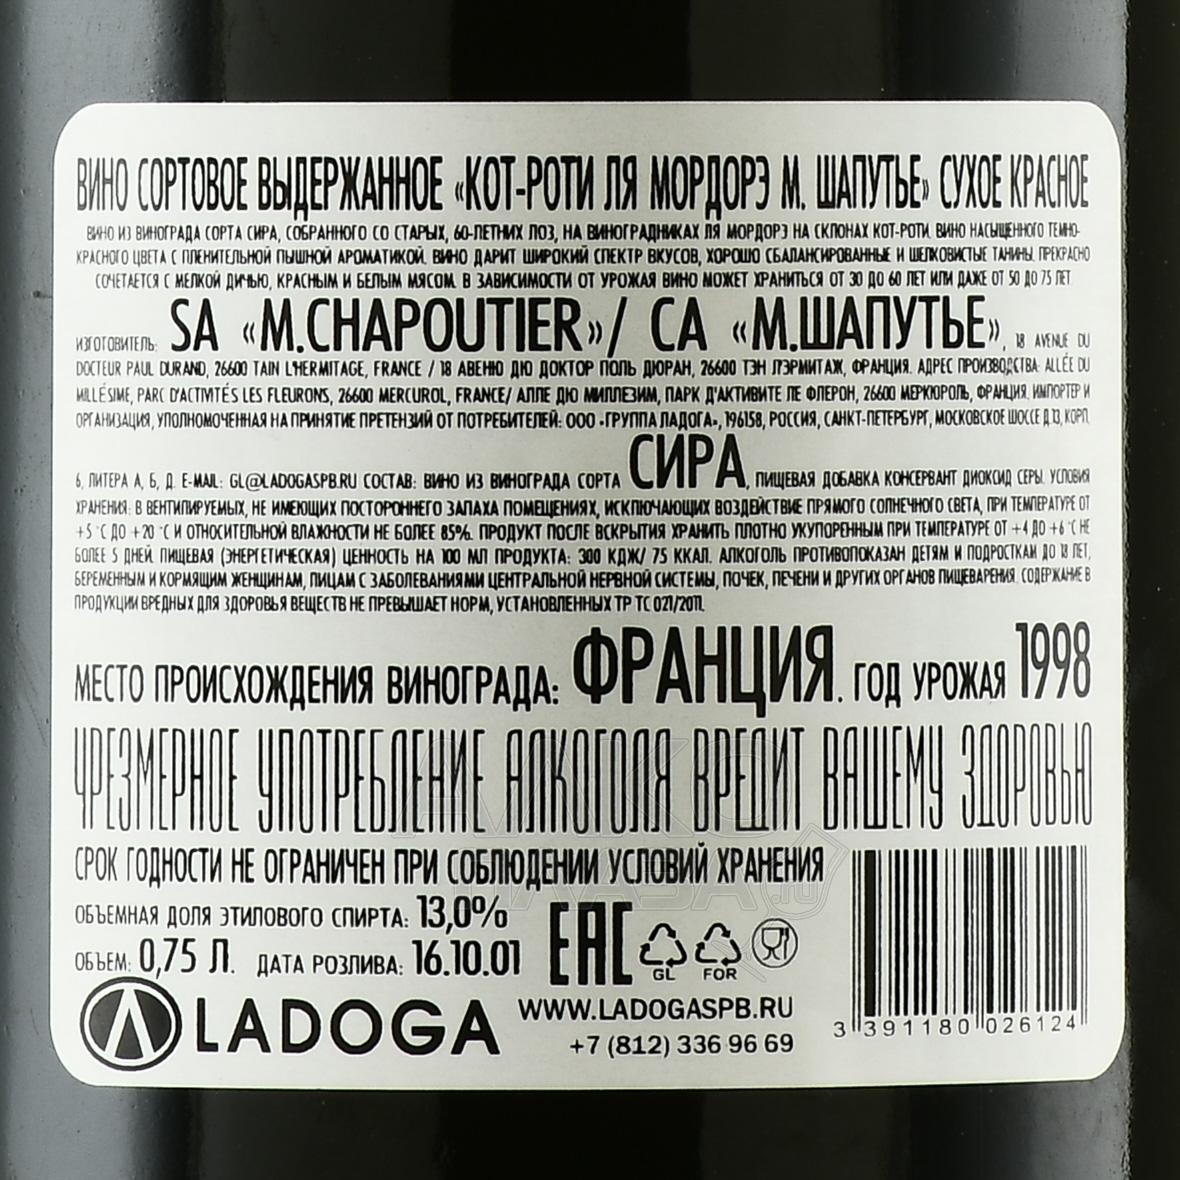 ВИНО СОРТОВОЕ ВЫДЕРЖАННОЕ «КОТ-РОТИ ЛЯ МОРДОРЭ М. ШАПУТЬЕ» СУХОЕ КРАСНОЕ
ВИНО ИЗ ВИНОГРАДА СОРТА СИРА, СОБРАННОГО СО СТАРЫХ, 60-ЛЕТНИХ ЛОЗ, НА ВИНОГРАДНИКАХ ЛЯ МОРДОРЭ НА СКЛОНАХ КОТ-РОТИ. ВИНО НАСЫЩЕННОГО ТЕМНО-
КРАСНОГО ЦВЕТА С ПЛЕНИТЕЛЬНОЙ ПЫШНОЙ АРОМАТИКОЙ. ВИНО ДАРИТ ШИРОКИЙ СПЕКТР ВКУСОВ, ХОРОШО СБАЛАНСИРОВАННЫЕ И ШЕЛКОВИСТЫЕ ТАНИНЫ. ПРЕКРАСНО
СОЧЕТАЕТСЯ С МЕЛКОЙ ДИЧЬЮ, КРАСНЫМ И БЕЛЫМ МЯСОМ. В ЗАВИСИМОСТИ ОТ УРОЖАЯ ВИНО МОЖЕТ ХРАНИТЬСЯ ОТ 30 ДО 60 ЛЕТ ИЛИ ДАЖЕ ОТ 50 ДО 75 ЛЕТ
ИЗГОТОВИТЕЛЬ: SA «M.CHAPOUTIER»/ СА «М.ШАПУТЬЕ», 18 AVENUE DU
DOCTEUR PAUL DURAND, 26600 TAIN L'HERMITAGE, FRANCE / 18 АВЕНЮ ДЮ ДОКТОР ПОЛЬ ДЮРАН, 26600 ТЭН Л'ЭРМИТАЖ, ФРАНЦИЯ. АДРЕС ПРОИЗВОДСТВА: ALLÉE DU
MILLÉSIME, PARC D'ACTIVITÉS LES FLEURONS, 26600 MERCUROL, FRANCE/ АЛЛЕ ДЮ МИЛЛЕЗИМ, ПАРК Д'АКТИВИТЕ ЛЕ ФЛЕРОН, 26600 МЕРКЮРОЛЬ, ФРАНЦИЯ. ИМПОРТЕР И
ОРГАНИЗАЦИЯ, УПОЛНОМОЧЕННАЯ НА ПРИНЯТИЕ ПРЕТЕНЗИЙ ОТ ПОТРЕБИТЕЛЕЙ: ООО «ГРУППА ЛАДОГА», 196158, РОССИЯ, САНКТ-ПЕТЕРБУРГ, МОСКОВСКОЕ ШОССЕ Д.13, КОРП.
6, ЛИТЕРА А, Б, Д. E-MAIL: GL@LADOGASPB.RU СОСТАВ: ВИНО ИЗ ВИНОГРАДА СОРТА СИРА, ПИЩЕВАЯ ДОБАВКА КОНСЕРВАНТ ДИОКСИД СЕРЫ. УСЛОВИЯ
ХРАНЕНИЯ: В ВЕНТИЛИРУЕМЫХ, НЕ ИМЕЮЩИХ ПОСТОРОННЕГО ЗАПАХА ПОМЕЩЕНИЯХ, ИСКЛЮЧАЮЩИХ ВОЗДЕЙСТВИЕ ПРЯМОГО СОЛНЕЧНОГО СВЕТА, ПРИ ТЕМПЕРАТУРЕ ОТ
+5 °С ДО +20 °С И ОТНОСИТЕЛЬНОЙ ВЛАЖНОСТИ НЕ БОЛЕЕ 85%. ПРОДУКТ ПОСЛЕ ВСКРЫТИЯ ХРАНИТЬ ПЛОТНО УКУПОРЕННЫМ ПРИ ТЕМПЕРАТУРЕ ОТ +4 ДО +6 °С НЕ
БОЛЕЕ 5 ДНЕЙ. ПИЩЕВАЯ (ЭНЕРГЕТИЧЕСКАЯ) ЦЕННОСТЬ НА 100 МЛ ПРОДУКТА: 300 КДЖ/ 75 ККАЛ. АЛКОГОЛЬ ПРОТИВОПОКАЗАН ДЕТЯМ И ПОДРОСТКАМ ДО 18 ЛЕТ,
БЕРЕМЕННЫМ И КОРМЯЩИМ ЖЕНЩИНАМ, ЛИЦАМ С ЗАБОЛЕВАНИЯМИ ЦЕНТРАЛЬНОЙ НЕРВНОЙ СИСТЕМЫ, ПОЧЕК, ПЕЧЕНИ И ДРУГИХ ОРГАНОВ ПИЩЕВАРЕНИЯ. СОДЕРЖАНИЕ В
ПРОДУКЦИИ ВРЕДНЫХ ДЛЯ ЗДОРОВЬЯ ВЕЩЕСТВ НЕ ПРЕВЫШАЕТ НОРМ, УСТАНОВЛЕННЫХ ТР ТС 021/2011.
МЕСТО ПРОИСХОЖДЕНИЯ ВИНОГРАДА: ФРАНЦИЯ. ГОД УРОЖАЯ 1998
ЧРЕЗМЕРНОЕ УПОТРЕБЛЕНИЕ АЛКОГОЛЯ ВРЕДИТ ВАШЕМУ ЗДОРОВЬЮ
СРОК ГОДНОСТИ НЕ ОГРАНИЧЕН ПРИ СОБЛЮДЕНИИ УСЛОВИЙ ХРАНЕНИЯ
ОБЪЕМНАЯ ДОЛЯ ЭТИЛОВОГО СПИРТА: 13,0%
ОБЪЕМ: 0,75 Л. ДАТА РОЗЛИВА: 16.10.01
EAC
GL FOR
LADOGA
WWW.LADOGASPB.RU
+7 (812) 336 96 69
3 391180 026124